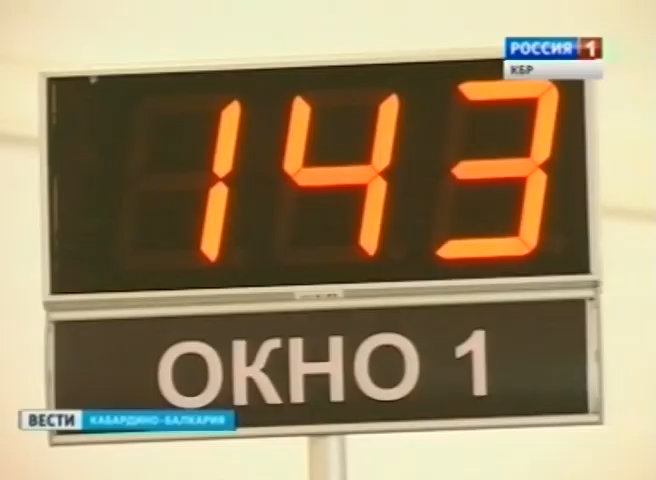 РОССИЯ 1
КБР
143
ОКНО 1
ВЕСТИ КАБАРДИНО-БАЛКАРИЯ